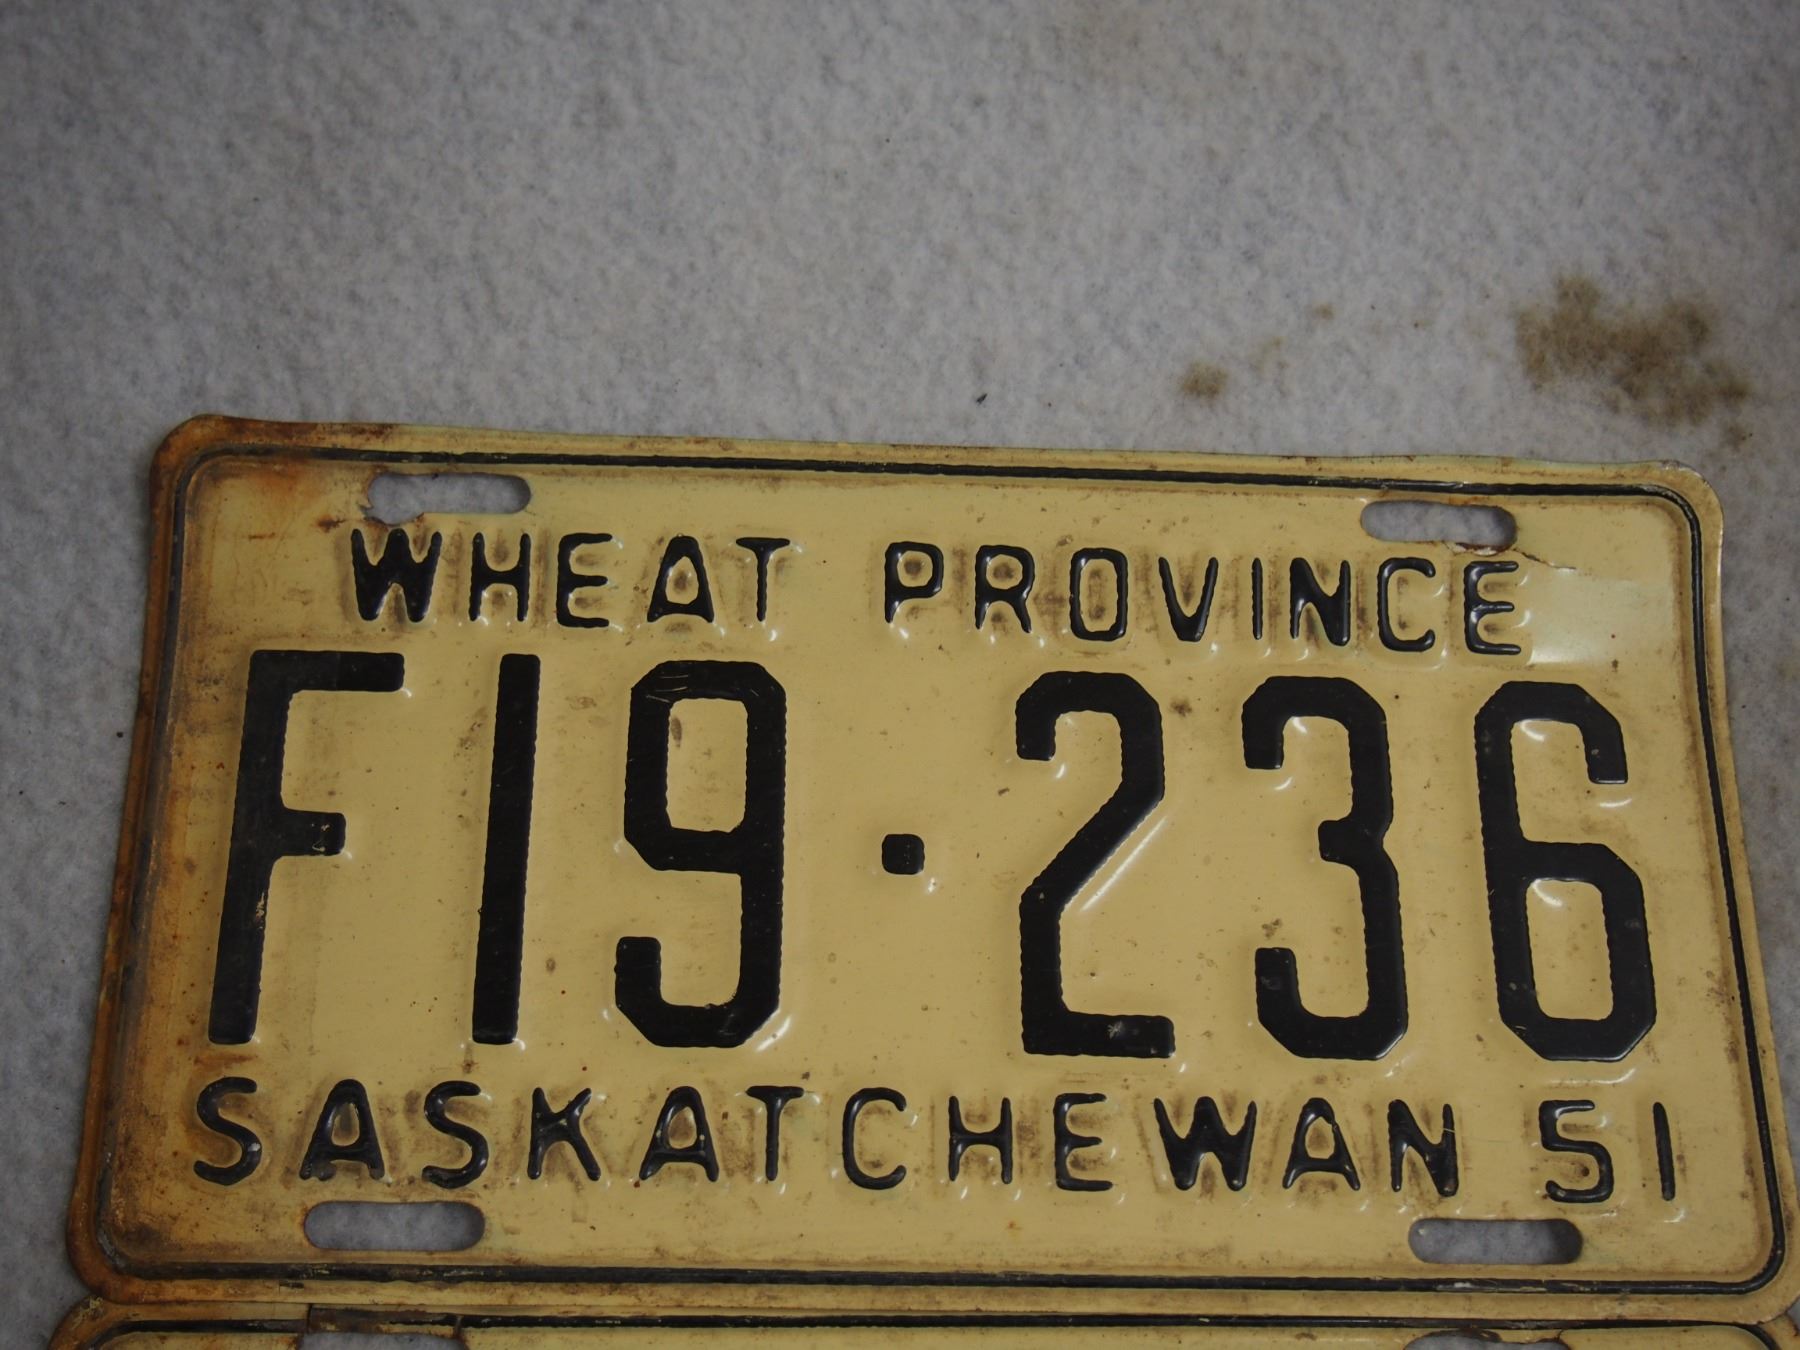 WHEAT PROVINCE
F19·236
SASKATCHEWAN 51